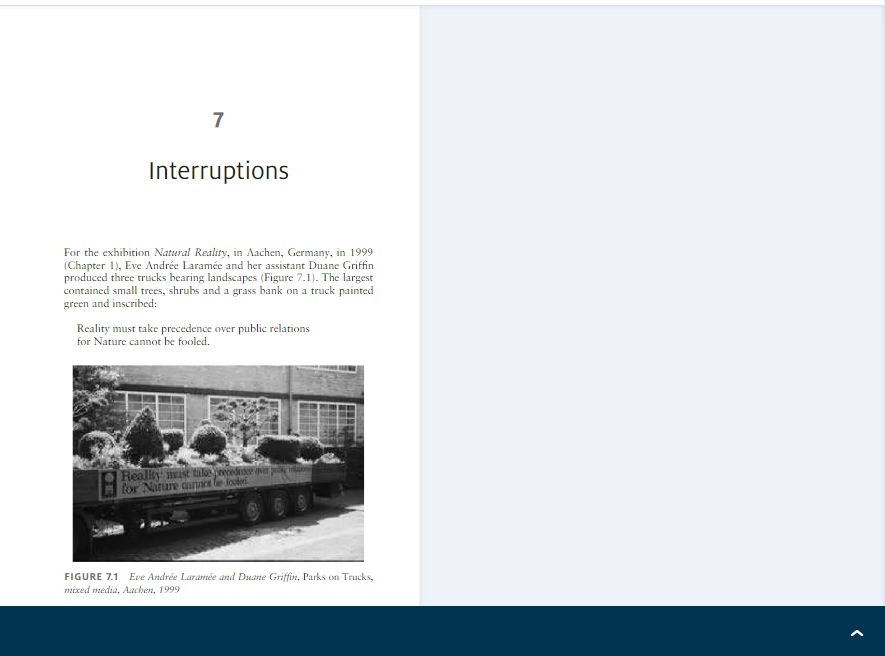 7
Interruptions
For the exhibition Natural Reality, in Aachen, Germany, in 1999
(Chapter 1), Eve Andrée Laramée and her assistant Duane Griffin
produced three trucks bearing landscapes (Figure 7.1). The largest
contained small trees, shrubs and a grass bank on a truck painted
green and inscribed:
Reality must take precedence over public relations
for Nature cannot be fooled.
Reality must take precedence over public relations
for Nature cannot be fooled.
FIGURE 7.1 Eve Andrée Laramée and Duane Griffin, Parks on Trucks,
mixed media, Aachen, 1999